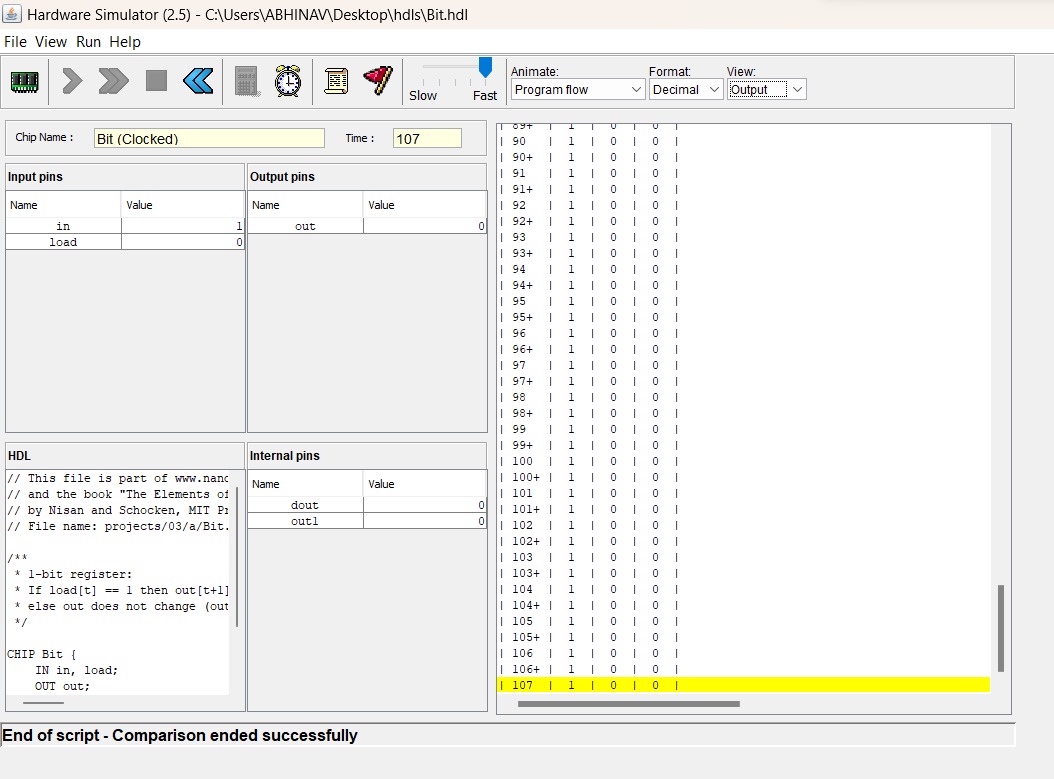 Hardware Simulator (2.5) - C:\Users\ABHINAV\Desktop\hdls\Bit.hdl
File View Run Help
Slow Fast
Animate: Format: View:
Program flow Decimal Output
Chip Name : Bit (Clocked) Time : 107
Input pins
Name Value
in 1
load 0
Output pins
Name Value
out 0
HDL
// This file is part of www.nand
// and the book "The Elements of
// by Nisan and Schocken, MIT Pr
// File name: projects/03/a/Bit.
/**
* 1-bit register:
* If load[t] == 1 then out[t+1]
* else out does not change (out
*/
CHIP Bit {
IN in, load;
OUT out;
Internal pins
Name Value
dout 0
out1 0
| 89+ | 1 | 0 | 0 |
| 90 | 1 | 0 | 0 |
| 90+ | 1 | 0 | 0 |
| 91 | 1 | 0 | 0 |
| 91+ | 1 | 0 | 0 |
| 92 | 1 | 0 | 0 |
| 92+ | 1 | 0 | 0 |
| 93 | 1 | 0 | 0 |
| 93+ | 1 | 0 | 0 |
| 94 | 1 | 0 | 0 |
| 94+ | 1 | 0 | 0 |
| 95 | 1 | 0 | 0 |
| 95+ | 1 | 0 | 0 |
| 96 | 1 | 0 | 0 |
| 96+ | 1 | 0 | 0 |
| 97 | 1 | 0 | 0 |
| 97+ | 1 | 0 | 0 |
| 98 | 1 | 0 | 0 |
| 98+ | 1 | 0 | 0 |
| 99 | 1 | 0 | 0 |
| 99+ | 1 | 0 | 0 |
| 100 | 1 | 0 | 0 |
| 100+ | 1 | 0 | 0 |
| 101 | 1 | 0 | 0 |
| 101+ | 1 | 0 | 0 |
| 102 | 1 | 0 | 0 |
| 102+ | 1 | 0 | 0 |
| 103 | 1 | 0 | 0 |
| 103+ | 1 | 0 | 0 |
| 104 | 1 | 0 | 0 |
| 104+ | 1 | 0 | 0 |
| 105 | 1 | 0 | 0 |
| 105+ | 1 | 0 | 0 |
| 106 | 1 | 0 | 0 |
| 106+ | 1 | 0 | 0 |
| 107 | 1 | 0 | 0 |
End of script - Comparison ended successfully